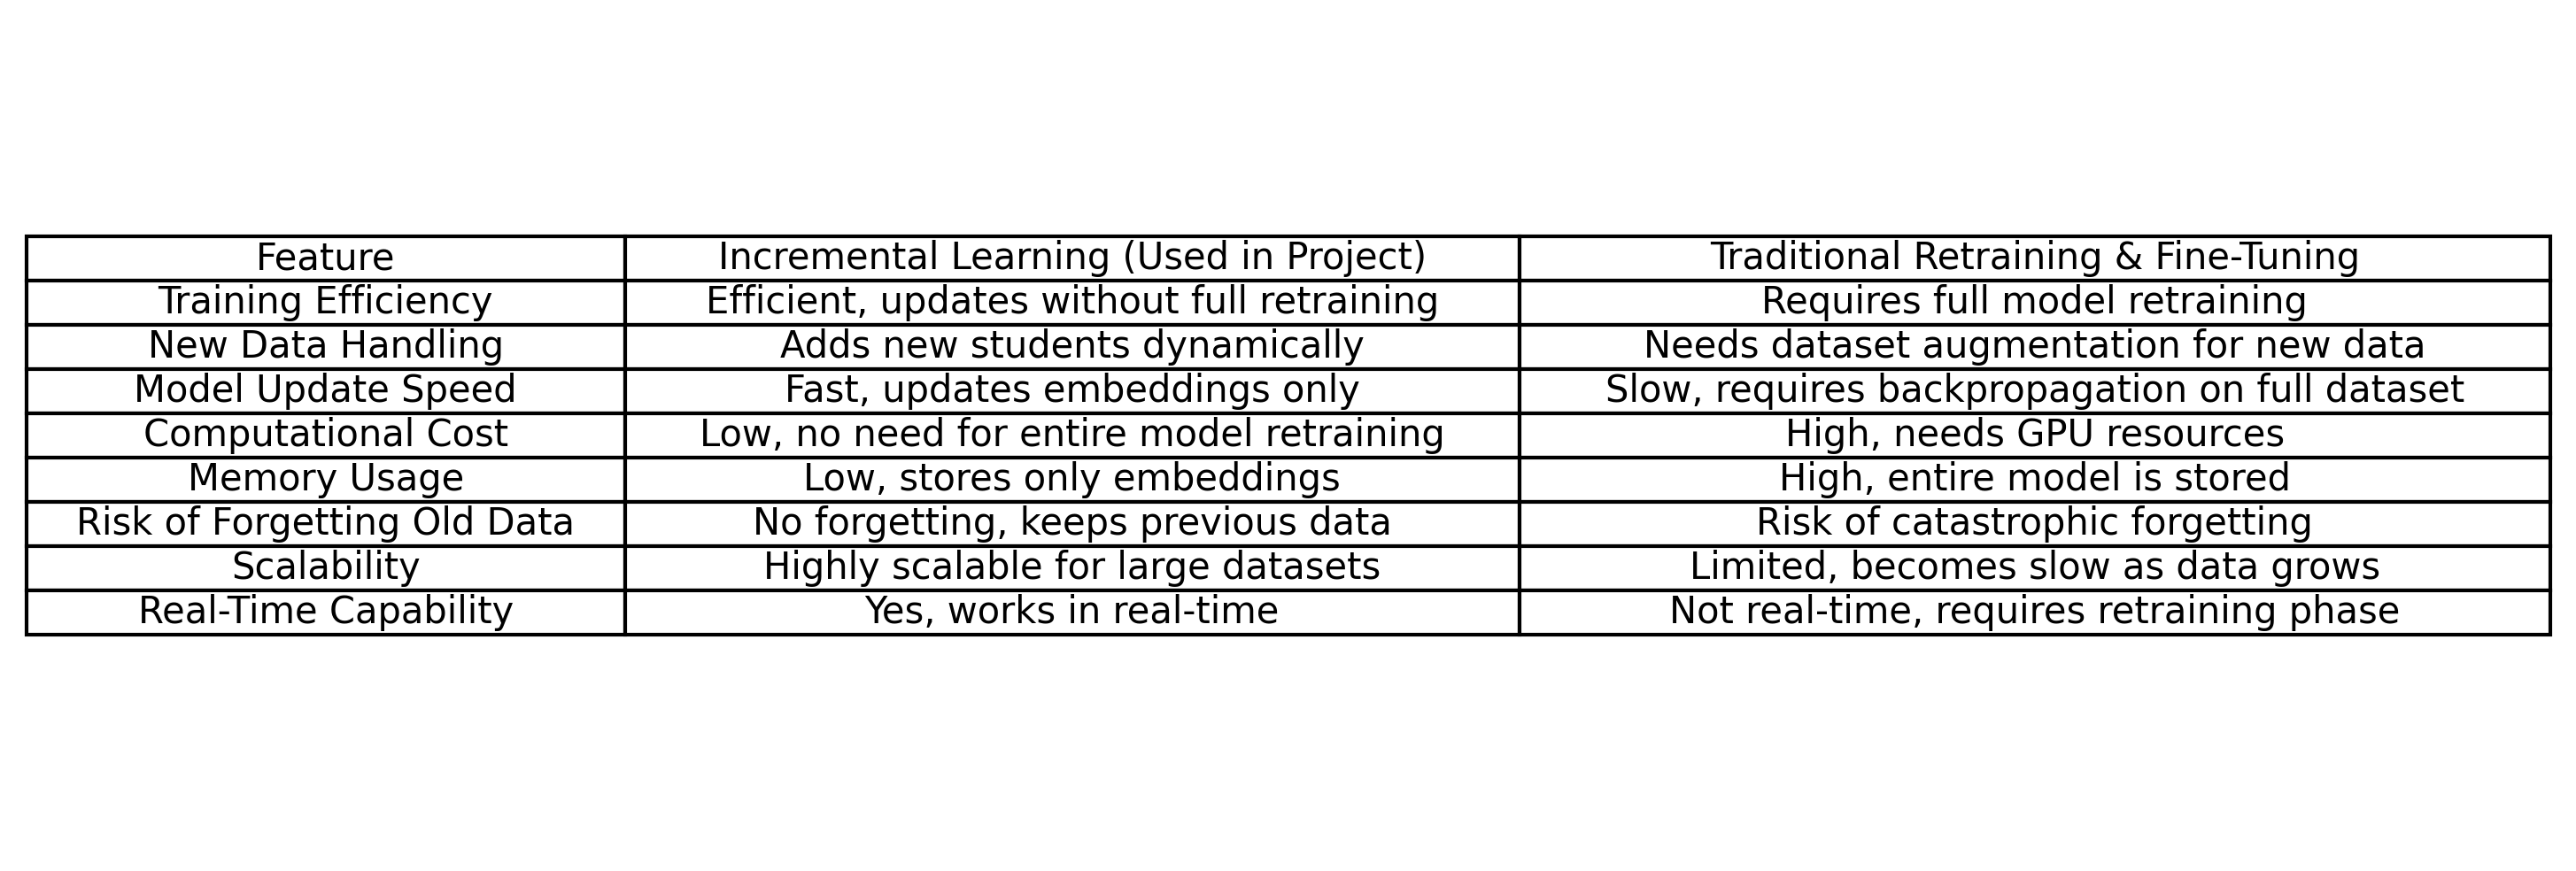 Feature Incremental Learning (Used in Project) Traditional Retraining & Fine-Tuning
Training Efficiency Efficient, updates without full retraining Requires full model retraining
New Data Handling Adds new students dynamically Needs dataset augmentation for new data
Model Update Speed Fast, updates embeddings only Slow, requires backpropagation on full dataset
Computational Cost Low, no need for entire model retraining High, needs GPU resources
Memory Usage Low, stores only embeddings High, entire model is stored
Risk of Forgetting Old Data No forgetting, keeps previous data Risk of catastrophic forgetting
Scalability Highly scalable for large datasets Limited, becomes slow as data grows
Real-Time Capability Yes, works in real-time Not real-time, requires retraining phase